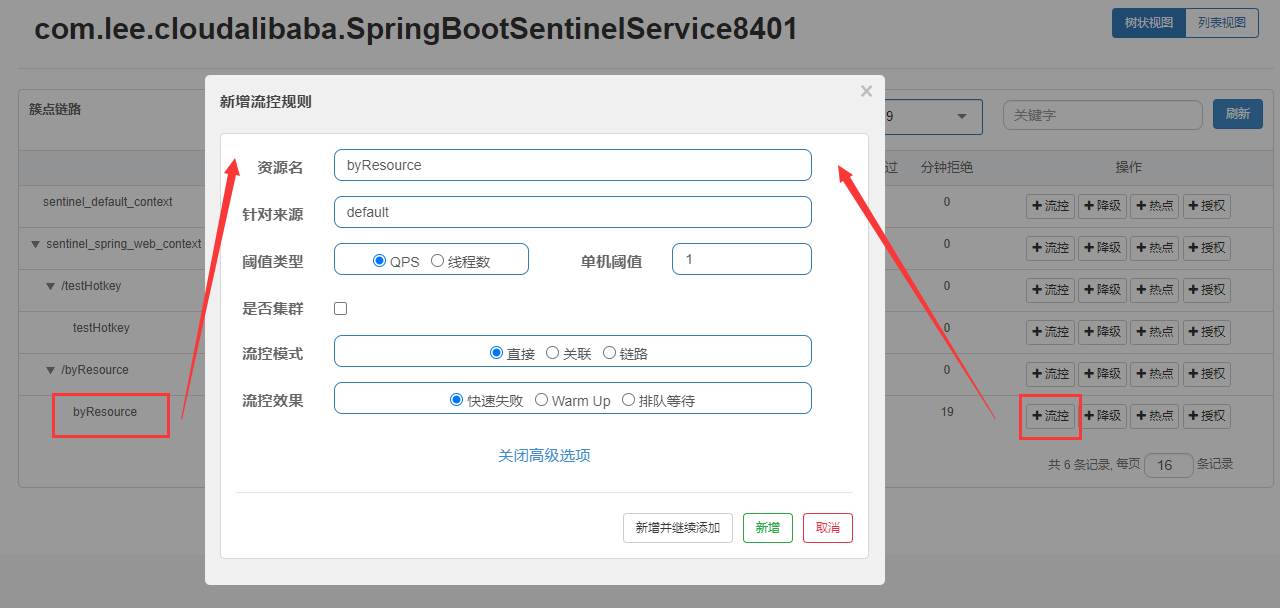 com.lee.cloudalibaba.SpringBootSentinelService8401
树状视图 列表视图
簇点链路
9
关键字
刷新
过 分钟拒绝 操作
sentinel_default_context 0 流控 降级 热点 授权
sentinel_spring_web_context 0 流控 降级 热点 授权
/testHotkey 0 流控 降级 热点 授权
testHotkey 0 流控 降级 热点 授权
/byResource 0 流控 降级 热点 授权
byResource 19 流控 降级 热点 授权
共 6 条记录, 每页 16 条记录
新增流控规则
×
资源名 byResource
针对来源 default
阈值类型 QPS 线程数 单机阈值 1
是否集群
流控模式 直接 关联 链路
流控效果 快速失败 Warm Up 排队等待
关闭高级选项
新增并继续添加 新增 取消